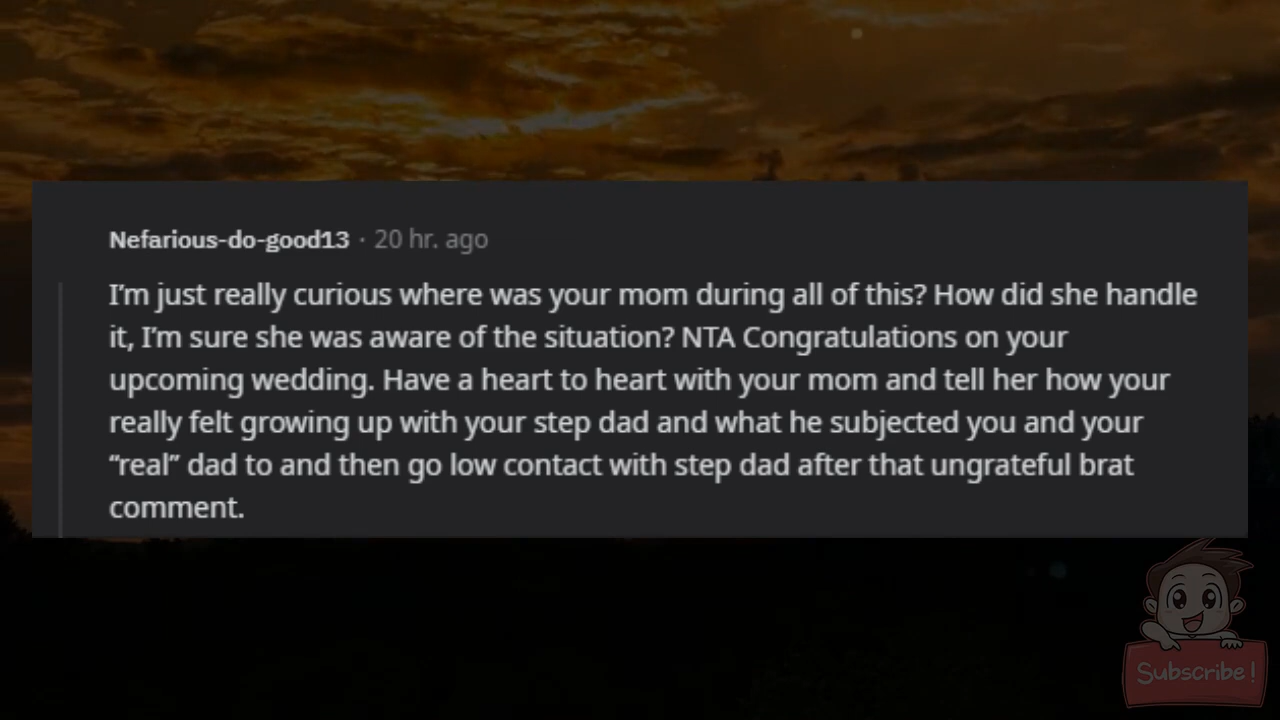 Nefarious-do-good13 · 20 hr. ago
I'm just really curious where was your mom during all of this? How did she handle
it, I'm sure she was aware of the situation? NTA Congratulations on your
upcoming wedding. Have a heart to heart with your mom and tell her how your
really felt growing up with your step dad and what he subjected you and your
“real” dad to and then go low contact with step dad after that ungrateful brat
comment.
Subscribe!